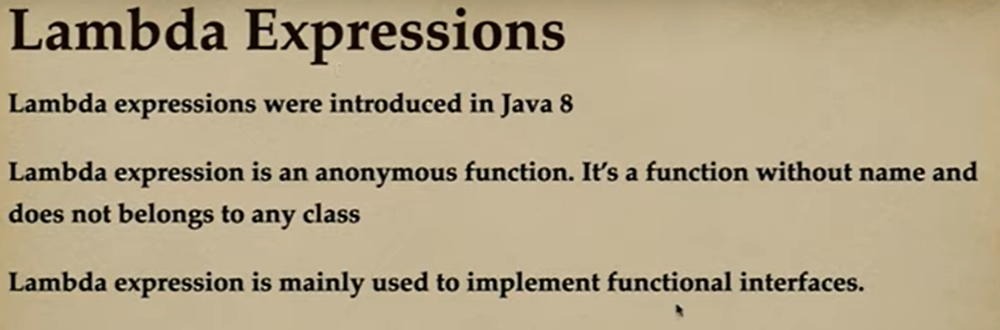 Lambda Expressions
Lambda expressions were introduced in Java 8
Lambda expression is an anonymous function. It's a function without name and
does not belongs to any class
Lambda expression is mainly used to implement functional interfaces.